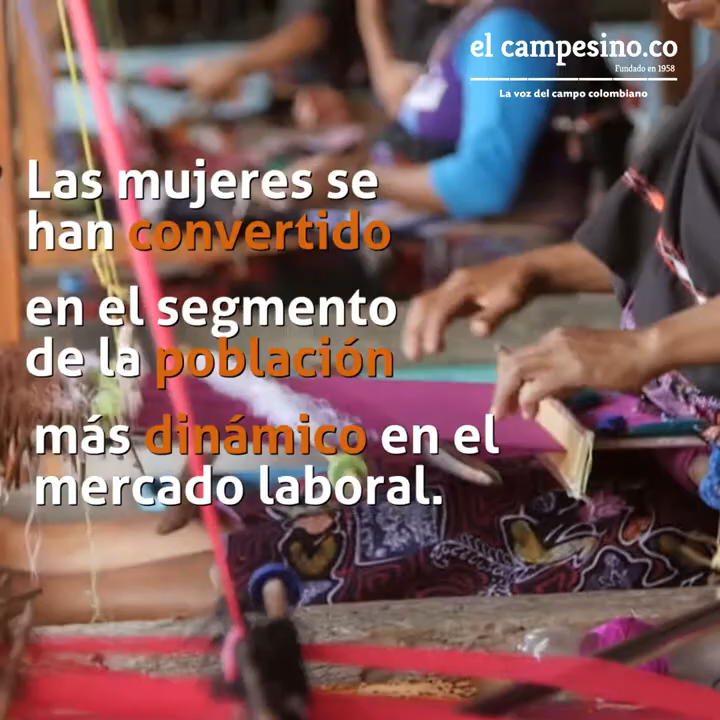 el campesino.co
Fundado en 1958
La voz del campo colombiano
Las mujeres se
han convertido
en el segmento
de la población
más dinámico en el
mercado laboral.